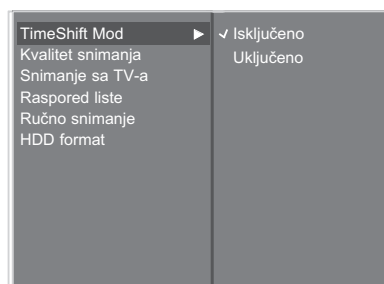 TimeShift Mod
Kvalitet snimanja
Snimanje sa TV-a
Raspored liste
Ručno snimanje
HDD format
Isključeno
Uključeno